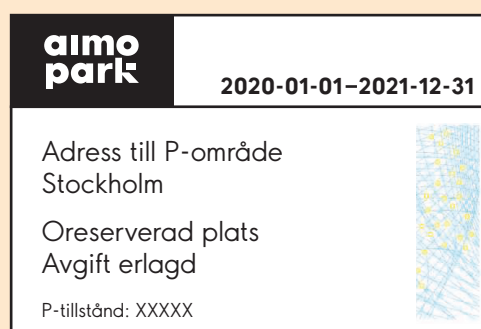 aimo
park
2020-01-01–2021-12-31
Adress till P-område
Stockholm
Oreserverad plats
Avgift erlagd
P-tillstånd: XXXXX